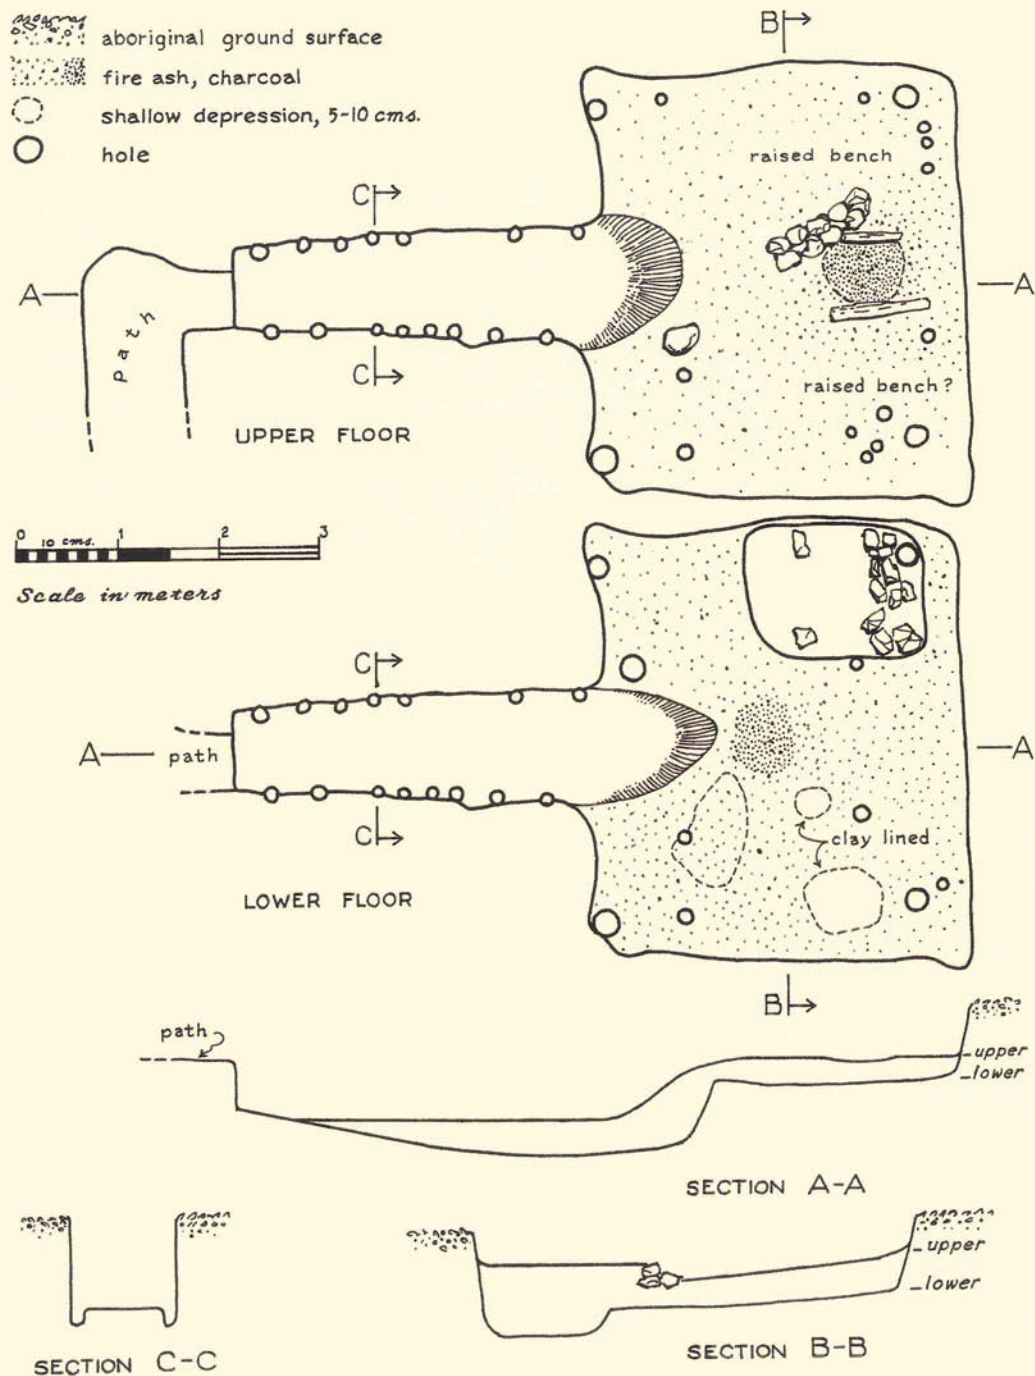 aboriginal ground surface
fire ash, charcoal
shallow depression, 5-10 cms.
hole
B
raised bench
C
A
A
path
C
raised bench?
UPPER FLOOR
0 10 cms. 1 2 3
Scale in meters
C
A
path
A
C
clay lined
LOWER FLOOR
B
path
upper
lower
SECTION A-A
upper
lower
SECTION C-C
SECTION B-B